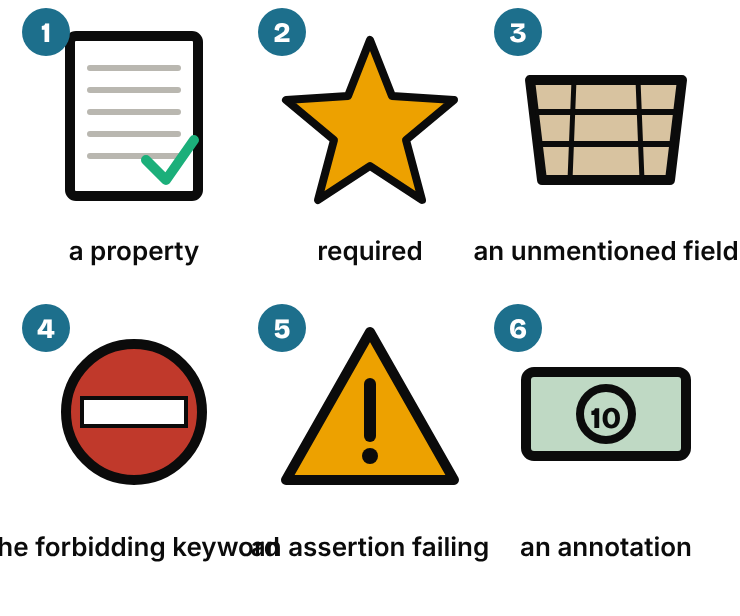 1
2
3
a property
required
an unmentioned field
4
5
6
10
he forbidding keyword
an assertion failing
an annotation